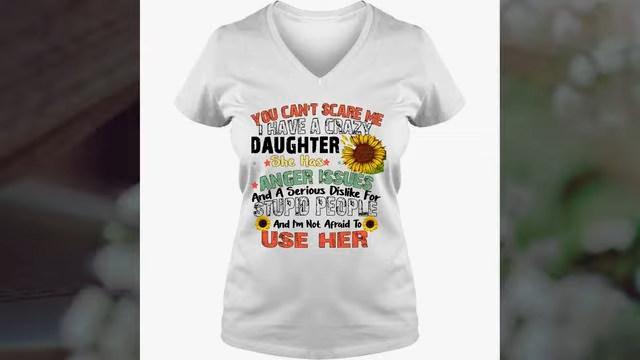 YOU CAN'T SCARE ME
I HAVE A CRAZY
DAUGHTER
She Has
ANGER ISSUES
And A Serious Dislike For
STUPID PEOPLE
And I'm Not Afraid To
USE HER